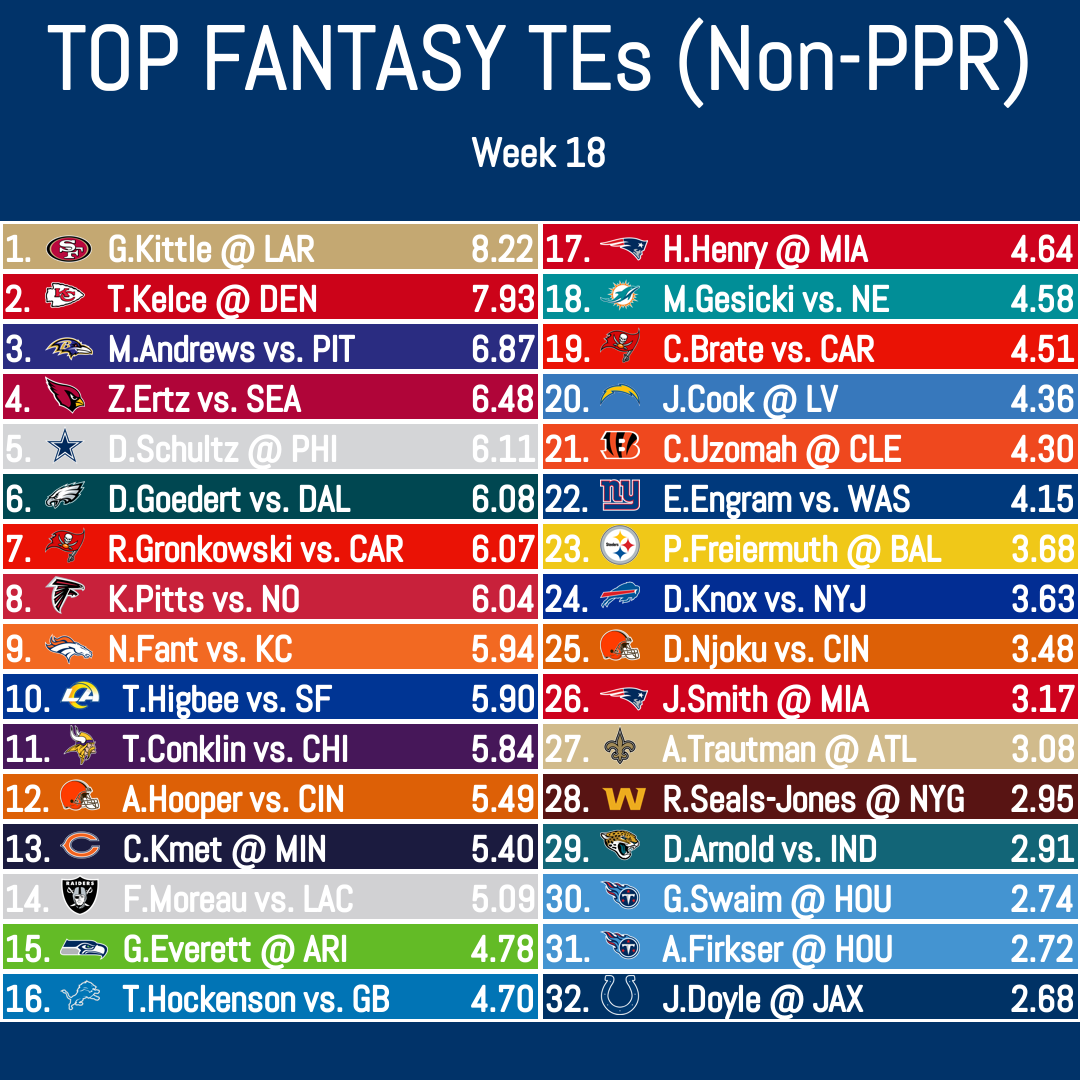 TOP FANTASY TEs (Non-PPR)
Week 18
1. G.Kittle @ LAR 8.22
2. T.Kelce @ DEN 7.93
3. M.Andrews vs. PIT 6.87
4. Z.Ertz vs. SEA 6.48
5. D.Schultz @ PHI 6.11
6. D.Goedert vs. DAL 6.08
7. R.Gronkowski vs. CAR 6.07
8. K.Pitts vs. NO 6.04
9. N.Fant vs. KC 5.94
10. T.Higbee vs. SF 5.90
11. T.Conklin vs. CHI 5.84
12. A.Hooper vs. CIN 5.49
13. C.Kmet @ MIN 5.40
14. RAIDERS F.Moreau vs. LAC 5.09
15. G.Everett @ ARI 4.78
16. T.Hockenson vs. GB 4.70
17. H.Henry @ MIA 4.64
18. M.Gesicki vs. NE 4.58
19. C.Brate vs. CAR 4.51
20. J.Cook @ LV 4.36
21. C.Uzomah @ CLE 4.30
22. ny E.Engram vs. WAS 4.15
23. Steelers P.Freiermuth @ BAL 3.68
24. D.Knox vs. NYJ 3.63
25. D.Njoku vs. CIN 3.48
26. J.Smith @ MIA 3.17
27. A.Trautman @ ATL 3.08
28. W R.Seals-Jones @ NYG 2.95
29. D.Arnold vs. IND 2.91
30. G.Swaim @ HOU 2.74
31. A.Firkser @ HOU 2.72
32. J.Doyle @ JAX 2.68